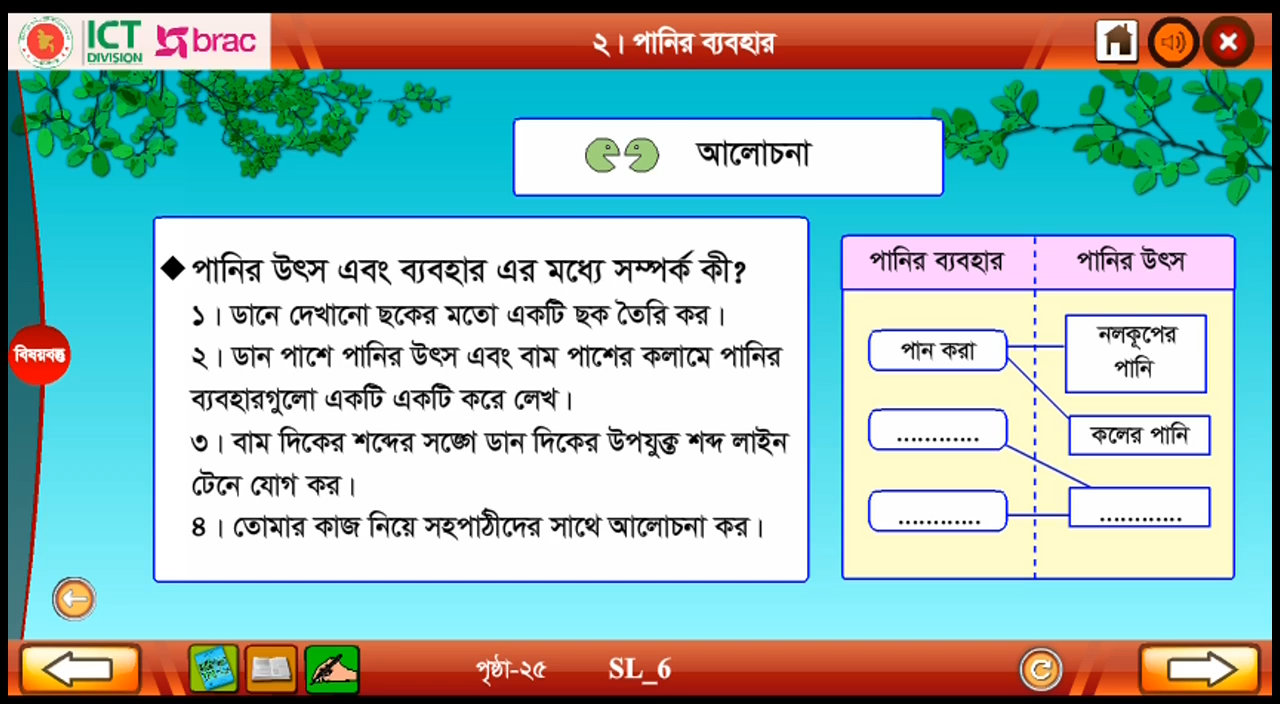 ICT
DIVISION
brac
২। পানির ব্যবহার
আলোচনা
পানির উৎস এবং ব্যবহার এর মধ্যে সম্পর্ক কী?
১। ডানে দেখানো ছকের মতো একটি ছক তৈরি কর।
২। ডান পাশে পানির উৎস এবং বাম পাশের কলামে পানির
ব্যবহারগুলো একটি একটি করে লেখ।
৩। বাম দিকের শব্দের সঙ্গে ডান দিকের উপযুক্ত শব্দ লাইন
টেনে যোগ কর।
৪। তোমার কাজ নিয়ে সহপাঠীদের সাথে আলোচনা কর।
পানির ব্যবহার
পানির উৎস
পান করা
নলকূপের
পানি
কলের পানি
............
............
............
বিষয়বস্তু
পৃষ্ঠা-২৫
SL_6